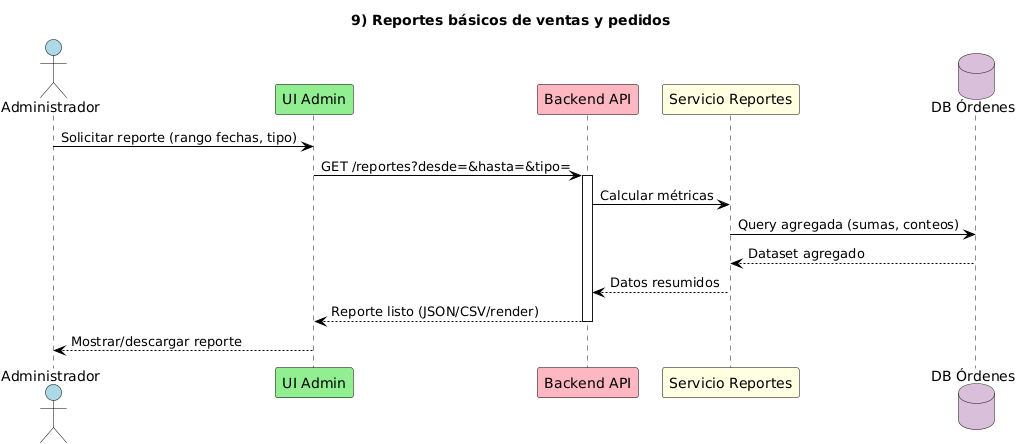 9) Reportes básicos de ventas y pedidos
Administrador
UI Admin
Backend API
Servicio Reportes
DB Órdenes
Solicitar reporte (rango fechas, tipo)
GET /reportes?desde=&hasta=&tipo=
Calcular métricas
Query agregada (sumas, conteos)
Dataset agregado
Datos resumidos
Reporte listo (JSON/CSV/render)
Mostrar/descargar reporte
Administrador
UI Admin
Backend API
Servicio Reportes
DB Órdenes